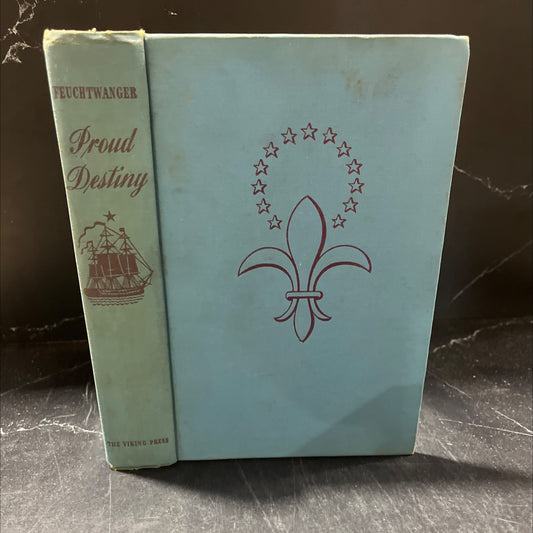 FEUCHTWANGER
Proud
Destiny
THE VIKING PRESS